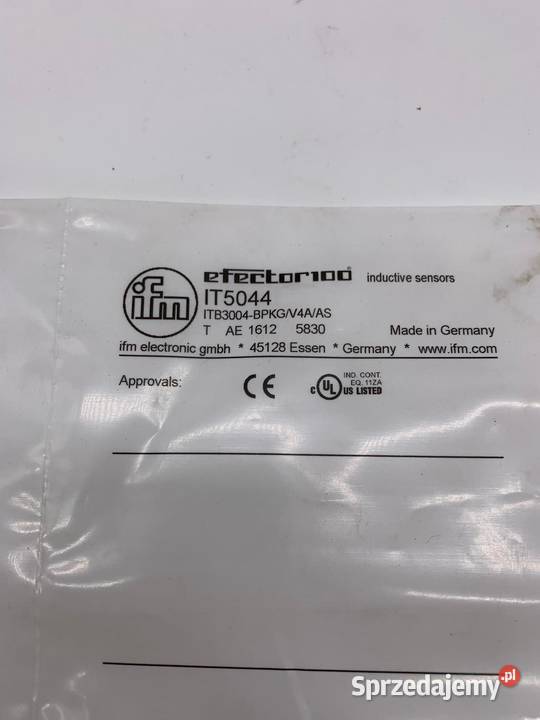 ifm
efector100 inductive sensors
IT5044
ITB3004-BPKG/V4A/AS
T AE 1612 5830 Made in Germany
ifm electronic gmbh * 45128 Essen * Germany * www.ifm.com
Approvals: CE c UL US LISTED
IND. CONT.
EQ. 11ZA
Sprzedajemy.pl